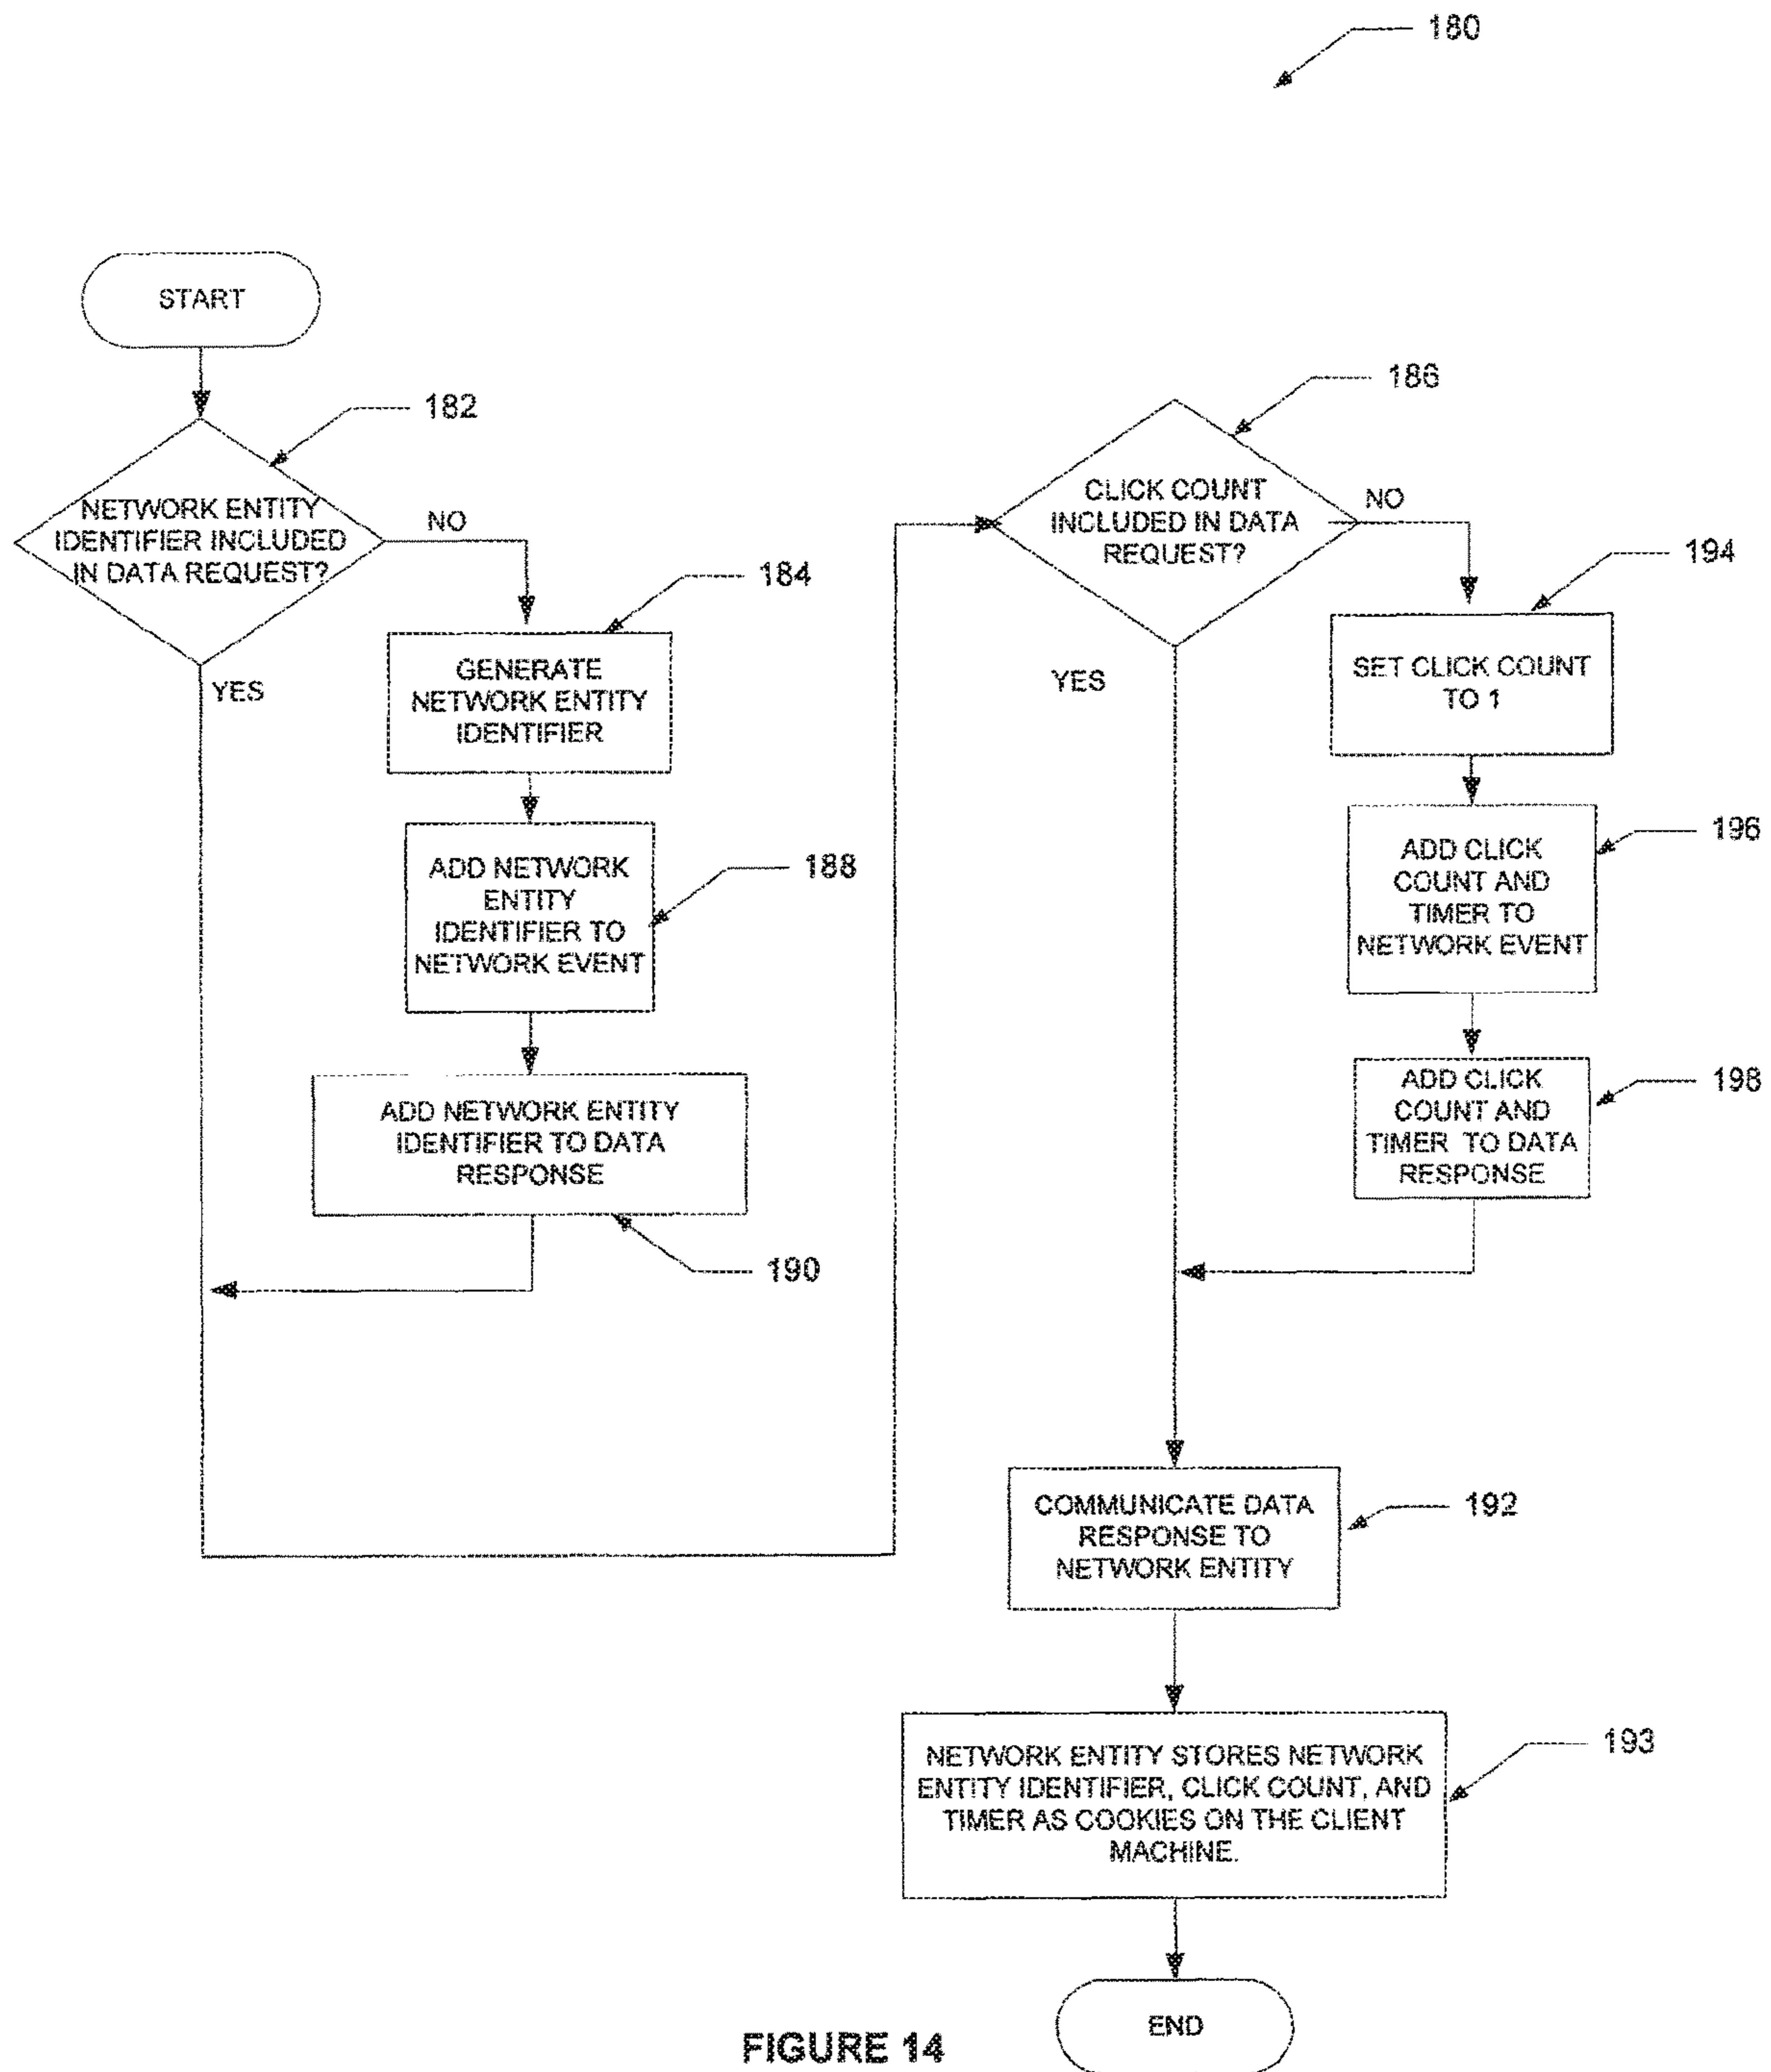 180
START
182
NETWORK ENTITY
IDENTIFIER INCLUDED
IN DATA REQUEST?
NO
YES
184
GENERATE
NETWORK ENTITY
IDENTIFIER
188
ADD NETWORK
ENTITY
IDENTIFIER TO
NETWORK EVENT
ADD NETWORK ENTITY
IDENTIFIER TO DATA
RESPONSE
190
186
CLICK COUNT
INCLUDED IN DATA
REQUEST?
NO
YES
194
SET CLICK COUNT
TO 1
196
ADD CLICK
COUNT AND
TIMER TO
NETWORK EVENT
198
ADD CLICK
COUNT AND
TIMER TO DATA
RESPONSE
192
COMMUNICATE DATA
RESPONSE TO
NETWORK ENTITY
193
NETWORK ENTITY STORES NETWORK
ENTITY IDENTIFIER, CLICK COUNT, AND
TIMER AS COOKIES ON THE CLIENT
MACHINE.
END
FIGURE 14